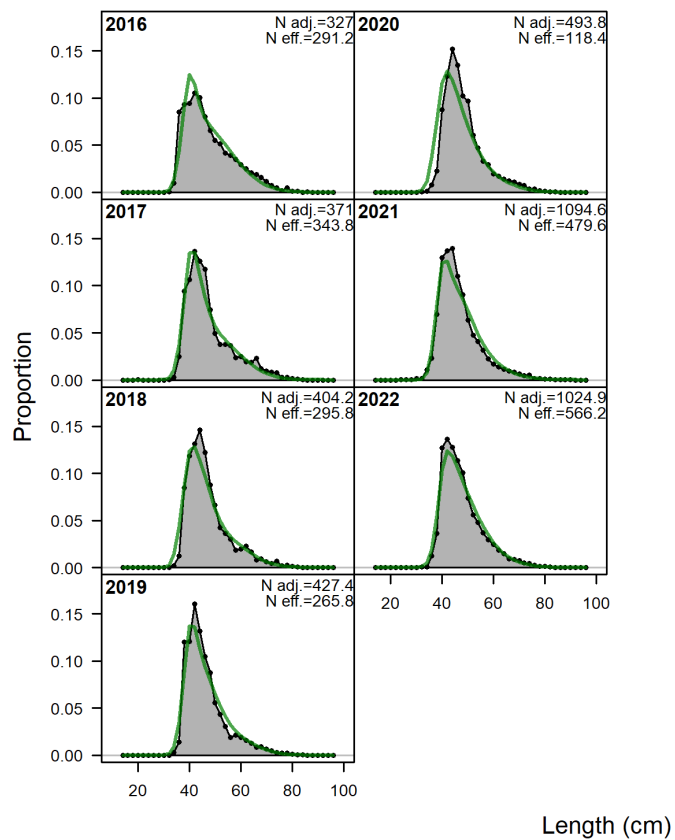 2016
N adj.=327
N eff.=291.2
0.15
0.10
0.05
0.00
2017
N adj.=371
N eff.=343.8
0.15
0.10
0.05
0.00
2018
N adj.=404.2
N eff.=295.8
0.15
0.10
0.05
0.00
2019
N adj.=427.4
N eff.=265.8
0.15
0.10
0.05
0.00
20 40 60 80 100
2020
N adj.=493.8
N eff.=118.4
2021
N adj.=1094.6
N eff.=479.6
2022
N adj.=1024.9
N eff.=566.2
20 40 60 80 100
Proportion
Length (cm)